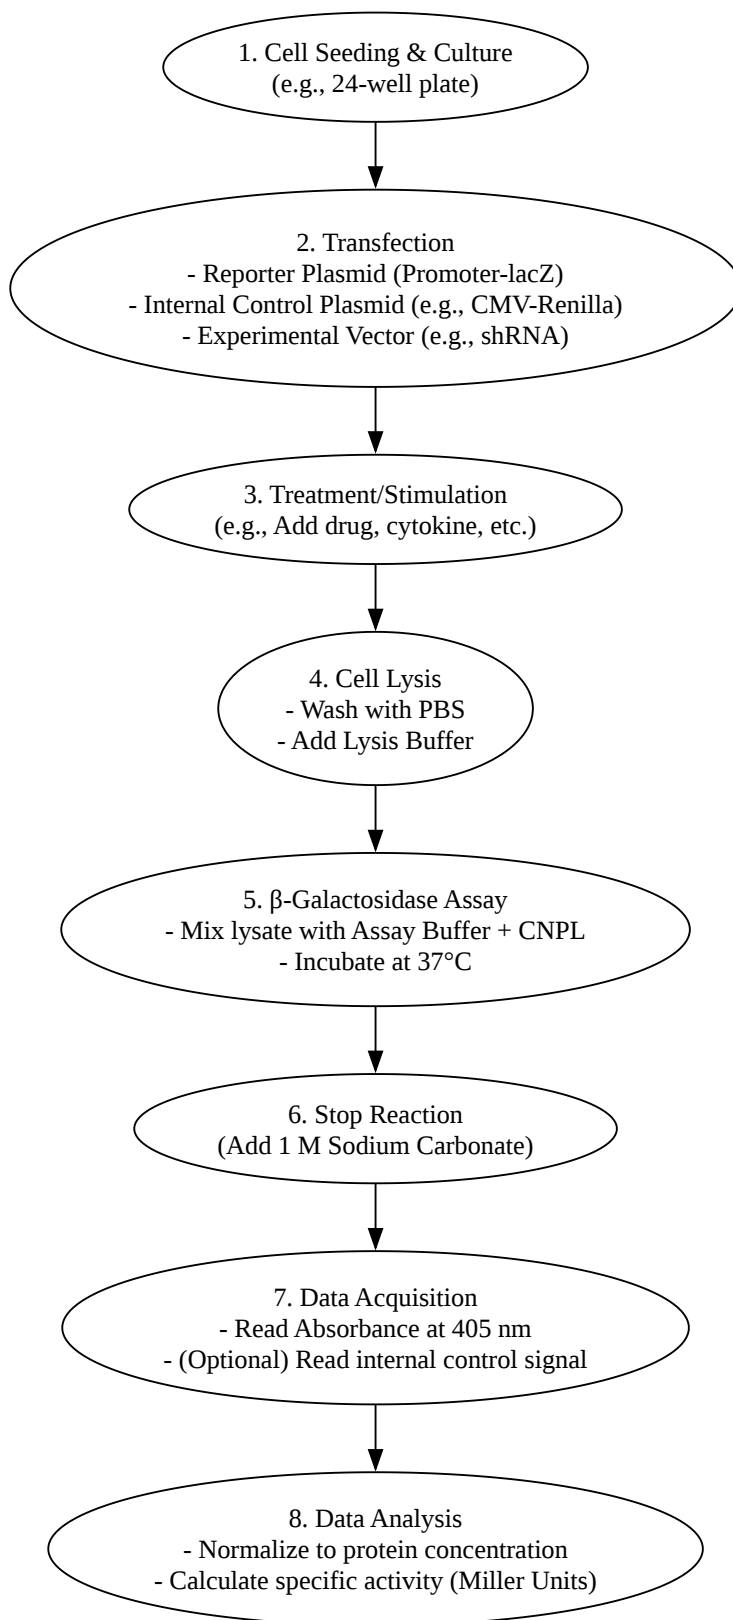 1. Cell Seeding & Culture
(e.g., 24-well plate)
2. Transfection
- Reporter Plasmid (Promoter-lacZ)
- Internal Control Plasmid (e.g., CMV-Renilla)
- Experimental Vector (e.g., shRNA)
3. Treatment/Stimulation
(e.g., Add drug, cytokine, etc.)
4. Cell Lysis
- Wash with PBS
- Add Lysis Buffer
5. β-Galactosidase Assay
- Mix lysate with Assay Buffer + CNPL
- Incubate at 37°C
6. Stop Reaction
(Add 1 M Sodium Carbonate)
7. Data Acquisition
- Read Absorbance at 405 nm
- (Optional) Read internal control signal
8. Data Analysis
- Normalize to protein concentration
- Calculate specific activity (Miller Units)